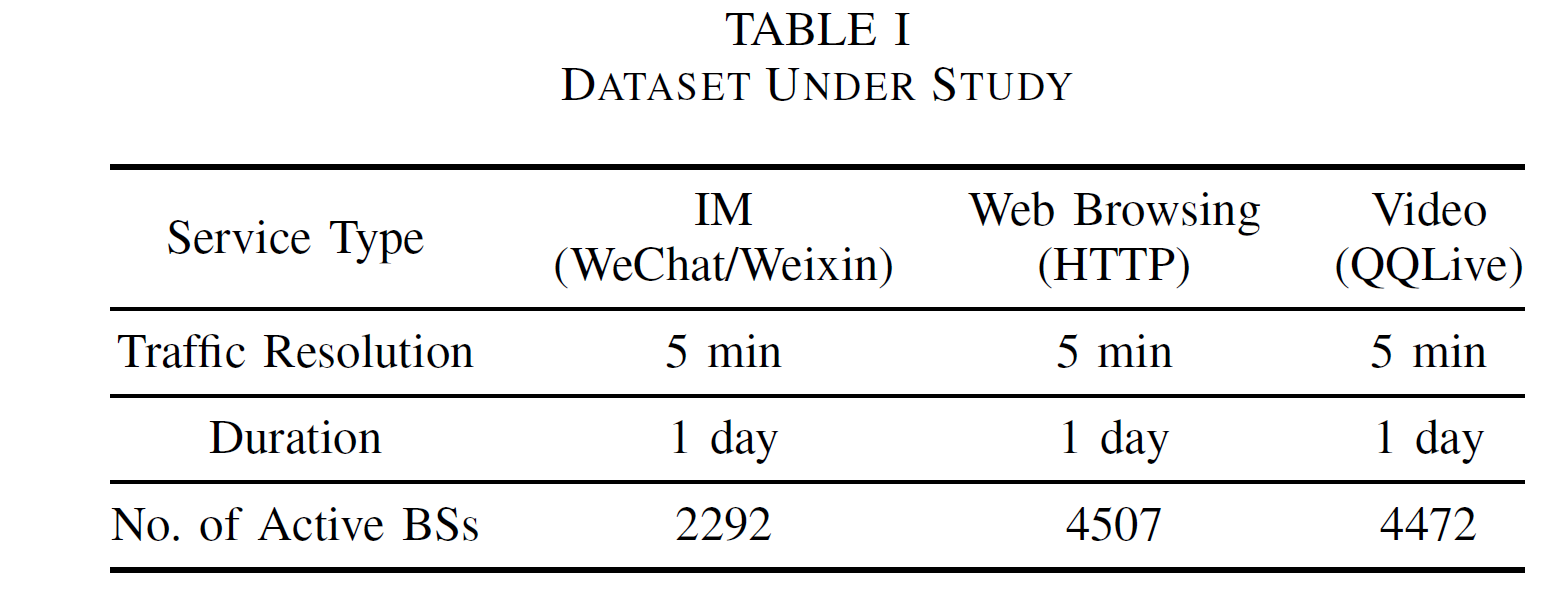 TABLE I
DATASET UNDER STUDY
Service Type IM (WeChat/Weixin) Web Browsing (HTTP) Video (QQLive)
Traffic Resolution 5 min 5 min 5 min
Duration 1 day 1 day 1 day
No. of Active BSs 2292 4507 4472